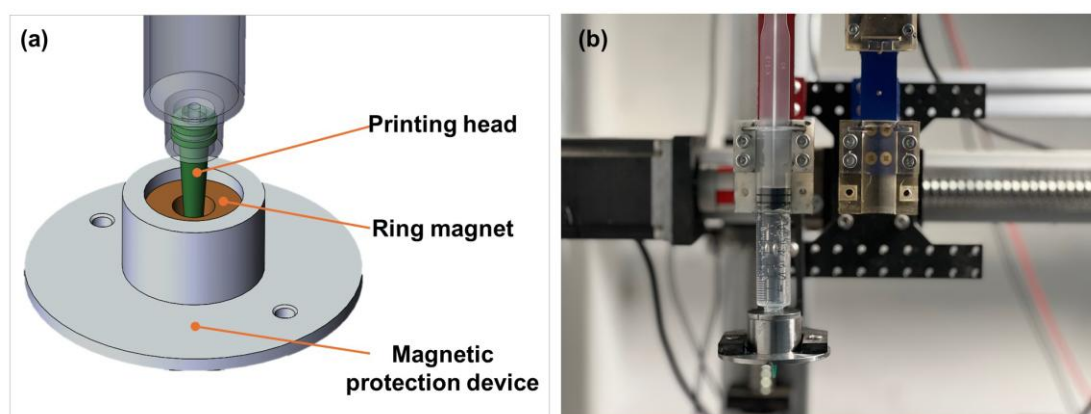 (a)
Printing head
Ring magnet
Magnetic
protection device
(b)